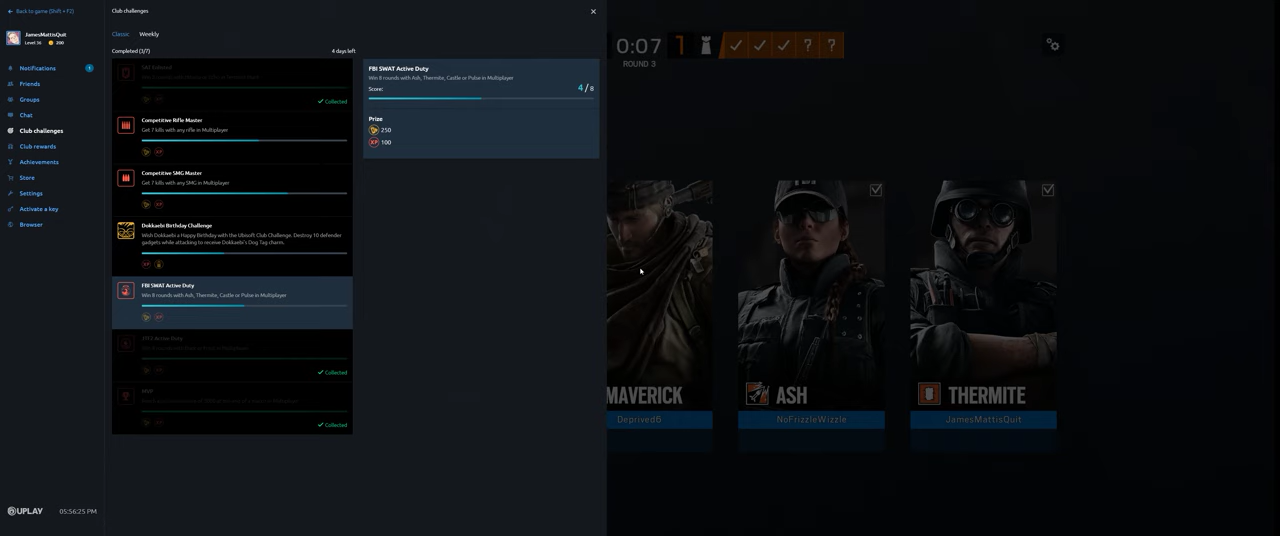 Back to game (Shift + F2)
JamesMattisQuit
Level 36 200
Notifications 1
Friends
Groups
Chat
Club challenges
Club rewards
Achievements
Store
Settings
Activate a key
Browser
UPLAY 05:56:25 PM
Club challenges
Classic Weekly
Completed (3/7) 4 days left
Collected
Competitive Rifle Master
Get 7 kills with any rifle in Multiplayer
Competitive SMG Master
Get 7 kills with any SMG in Multiplayer
Dokkaebi Birthday Challenge
Wish Dokkaebi a Happy Birthday with the Ubisoft Club Challenge. Destroy 10 defender
gadgets while attacking to receive Dokkaebi's Dog Tag charm.
FBI SWAT Active Duty
Win 8 rounds with Ash, Thermite, Castle or Pulse in Multiplayer
Active Duty
Collected
MVP
Collected
FBI SWAT Active Duty
Win 8 rounds with Ash, Thermite, Castle or Pulse in Multiplayer
Score: 4 / 8
Prize
250
XP 100
0:07 1 ? ?
ROUND 3
MAVERICK
Deprived6
ASH
NoFrizzleWizzle
THERMITE
JamesMattisQuit